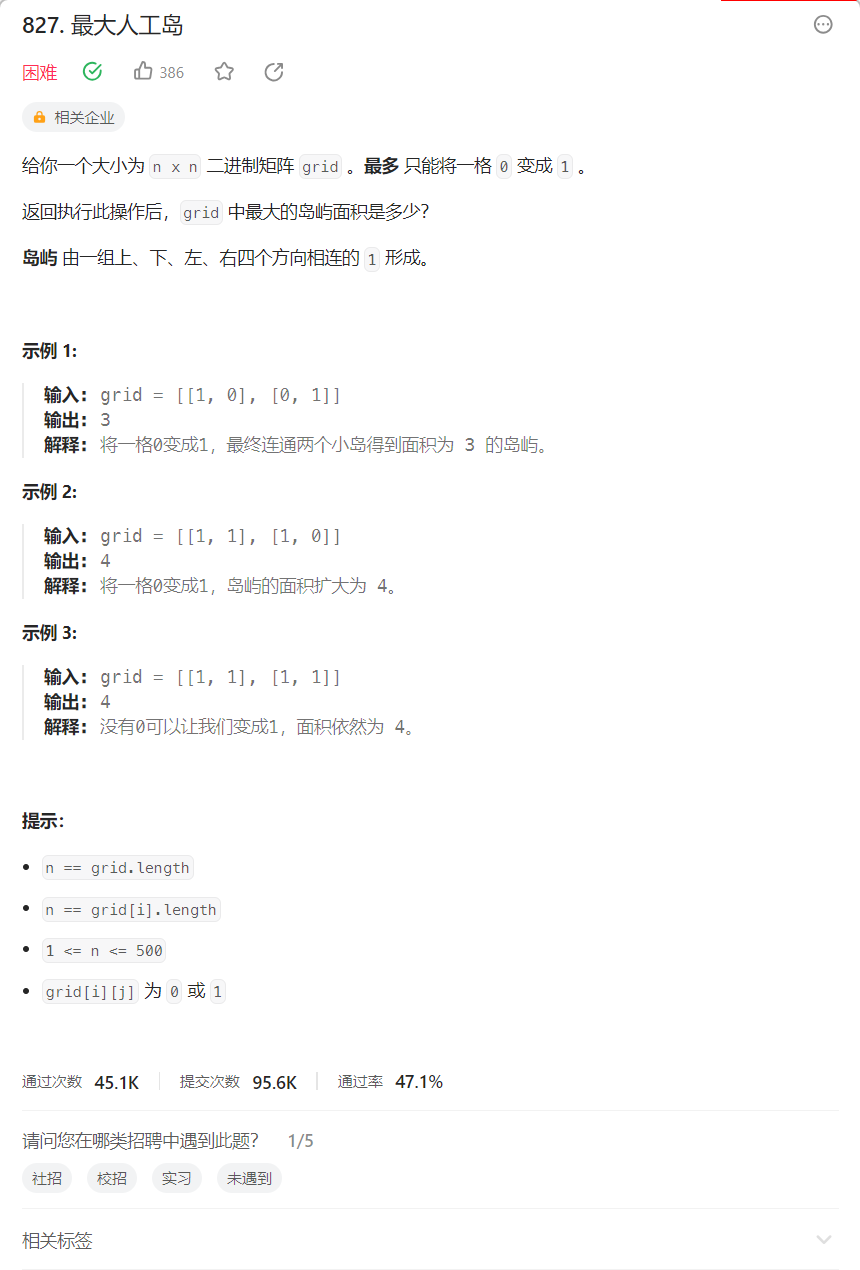 827. 最大人工岛
困难 386
相关企业
给你一个大小为 n x n 二进制矩阵 grid 。最多 只能将一格 0 变成 1 。
返回执行此操作后，grid 中最大的岛屿面积是多少？
岛屿 由一组上、下、左、右四个方向相连的 1 形成。
示例 1:
输入: grid = [[1, 0], [0, 1]]
输出: 3
解释: 将一格0变成1，最终连通两个小岛得到面积为 3 的岛屿。
示例 2:
输入: grid = [[1, 1], [1, 0]]
输出: 4
解释: 将一格0变成1，岛屿的面积扩大为 4。
示例 3:
输入: grid = [[1, 1], [1, 1]]
输出: 4
解释: 没有0可以让我们变成1，面积依然为 4。
提示：
n == grid.length
n == grid[i].length
1 <= n <= 500
grid[i][j] 为 0 或 1
通过次数 45.1K 提交次数 95.6K 通过率 47.1%
请问您在哪类招聘中遇到此题？ 1/5
社招 校招 实习 未遇到
相关标签